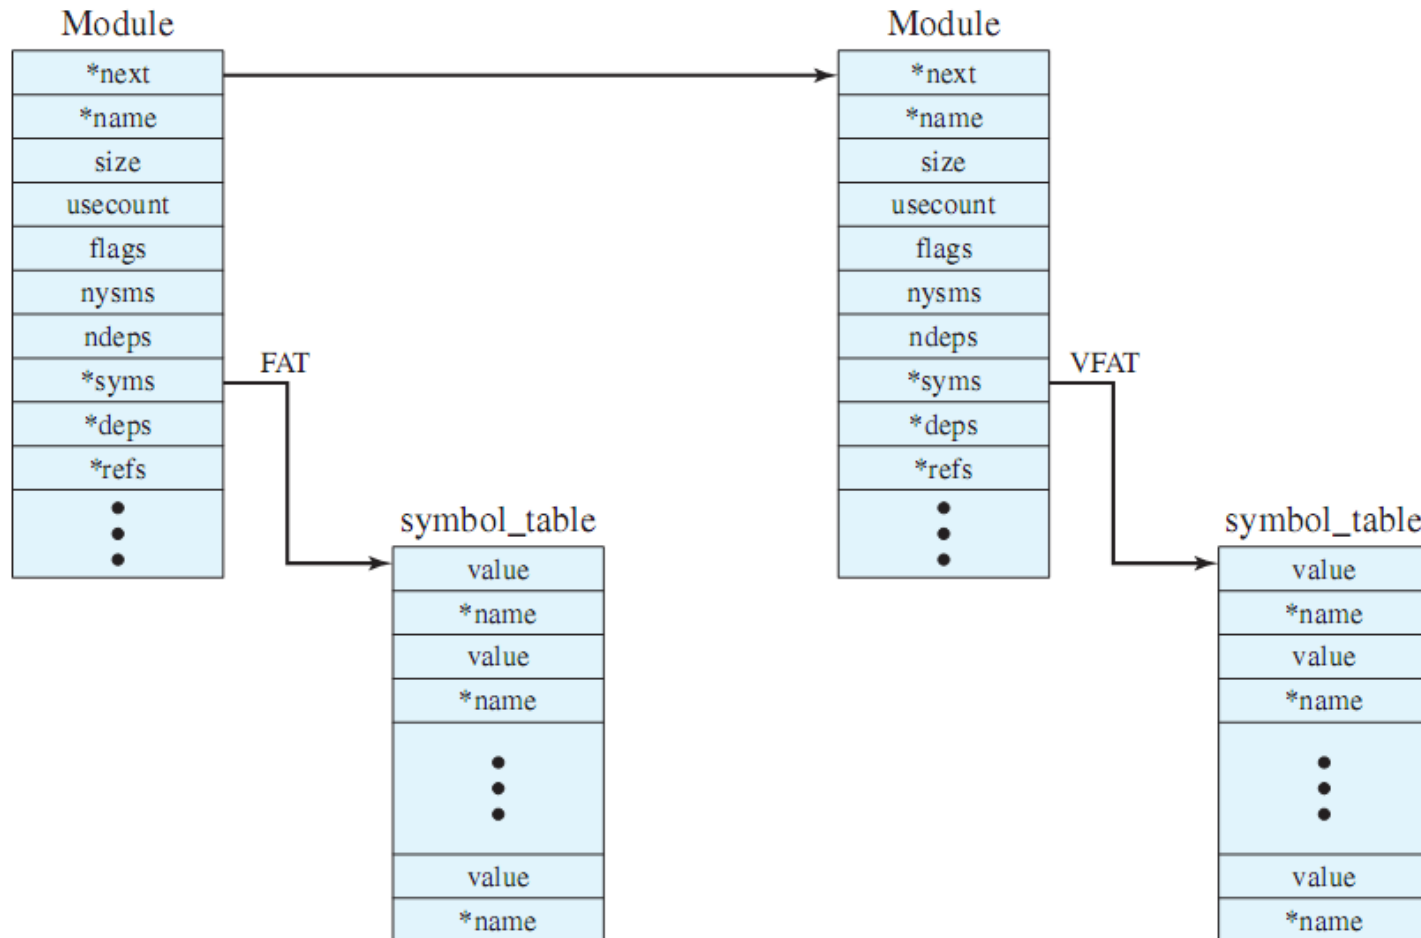 Module
*next
*name
size
usecount
flags
nysms
ndeps
*syms
*deps
*refs
FAT
symbol_table
value
*name
value
*name
value
*name
Module
*next
*name
size
usecount
flags
nysms
ndeps
*syms
*deps
*refs
VFAT
symbol_table
value
*name
value
*name
value
*name